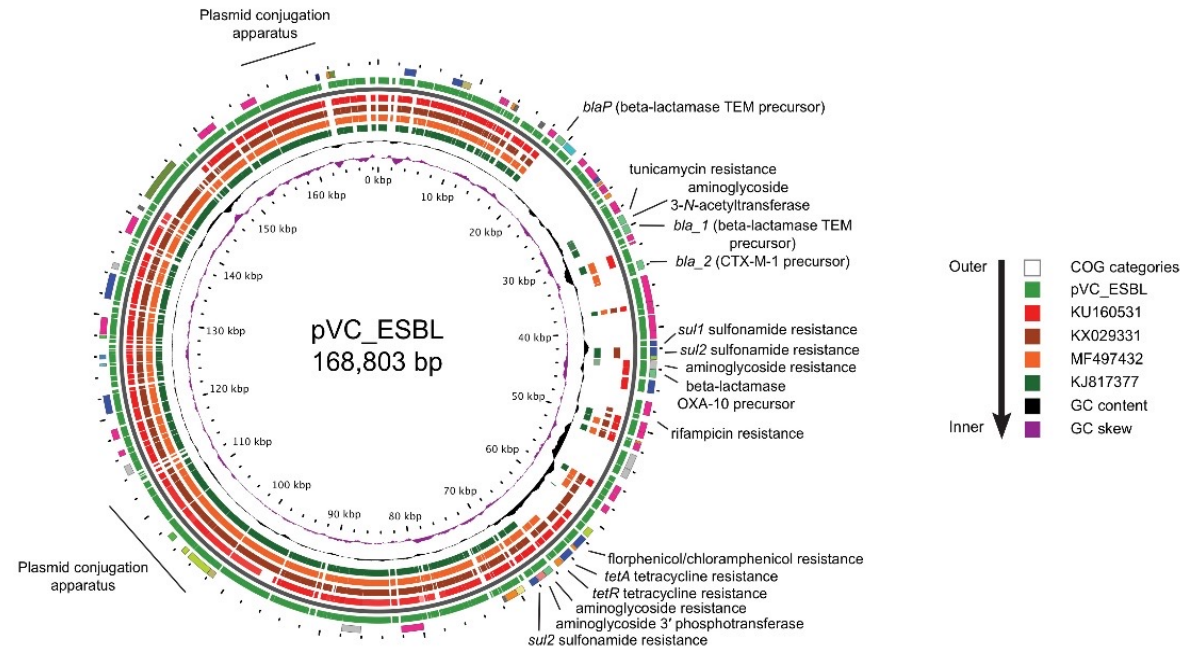 Plasmid conjugation
apparatus
blaP (beta-lactamase TEM precursor)
tunicamycin resistance
aminoglycoside
3-N-acetyltransferase
bla_1 (beta-lactamase TEM
precursor)
bla_2 (CTX-M-1 precursor)
sul1 sulfonamide resistance
sul2 sulfonamide resistance
aminoglycoside resistance
beta-lactamase
OXA-10 precursor
rifampicin resistance
florphenicol/chloramphenicol resistance
tetA tetracycline resistance
tetR tetracycline resistance
aminoglycoside resistance
aminoglycoside 3′ phosphotransferase
sul2 sulfonamide resistance
Plasmid conjugation
apparatus
0 kbp
10 kbp
20 kbp
30 kbp
40 kbp
50 kbp
60 kbp
70 kbp
80 kbp
90 kbp
100 kbp
110 kbp
120 kbp
130 kbp
140 kbp
150 kbp
160 kbp
pVC_ESBL
168,803 bp
Outer
Inner
COG categories
pVC_ESBL
KU160531
KX029331
MF497432
KJ817377
GC content
GC skew